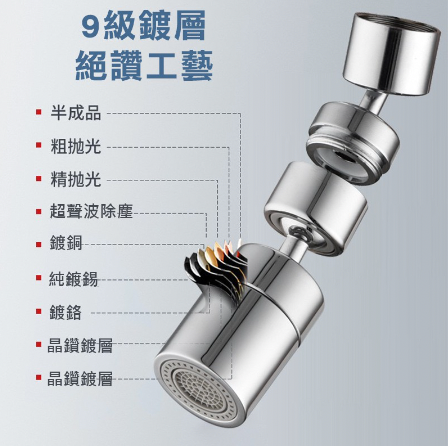 9級鍍層
絕讚工藝
半成品
粗拋光
精拋光
超聲波除塵
鍍銅
純鍍錫
鍍鉻
晶鑽鍍層
晶鑽鍍層